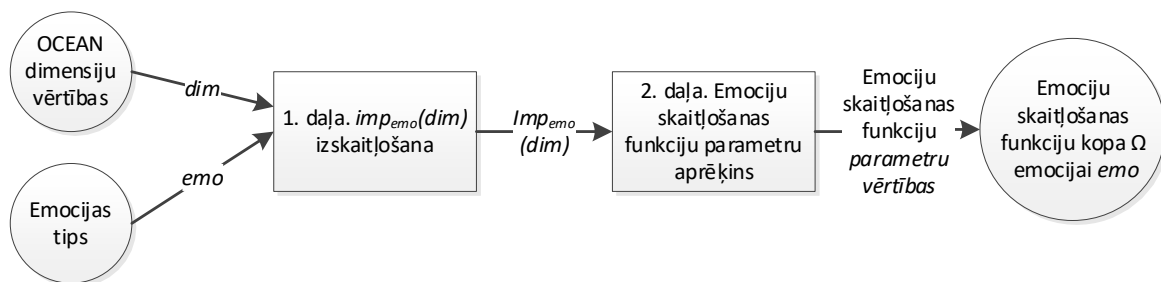 OCEAN
dimensiju
vērtības
dim
Emocijas
tips
emo
1. daļa. imp_emo(dim)
izskaitļošana
Imp_emo
(dim)
2. daļa. Emociju
skaitļošanas
funkciju parametru
aprēķins
Emociju
skaitļošanas
funkciju
parametru
vērtības
Emociju
skaitļošanas
funkciju kopa Ω
emocijai emo